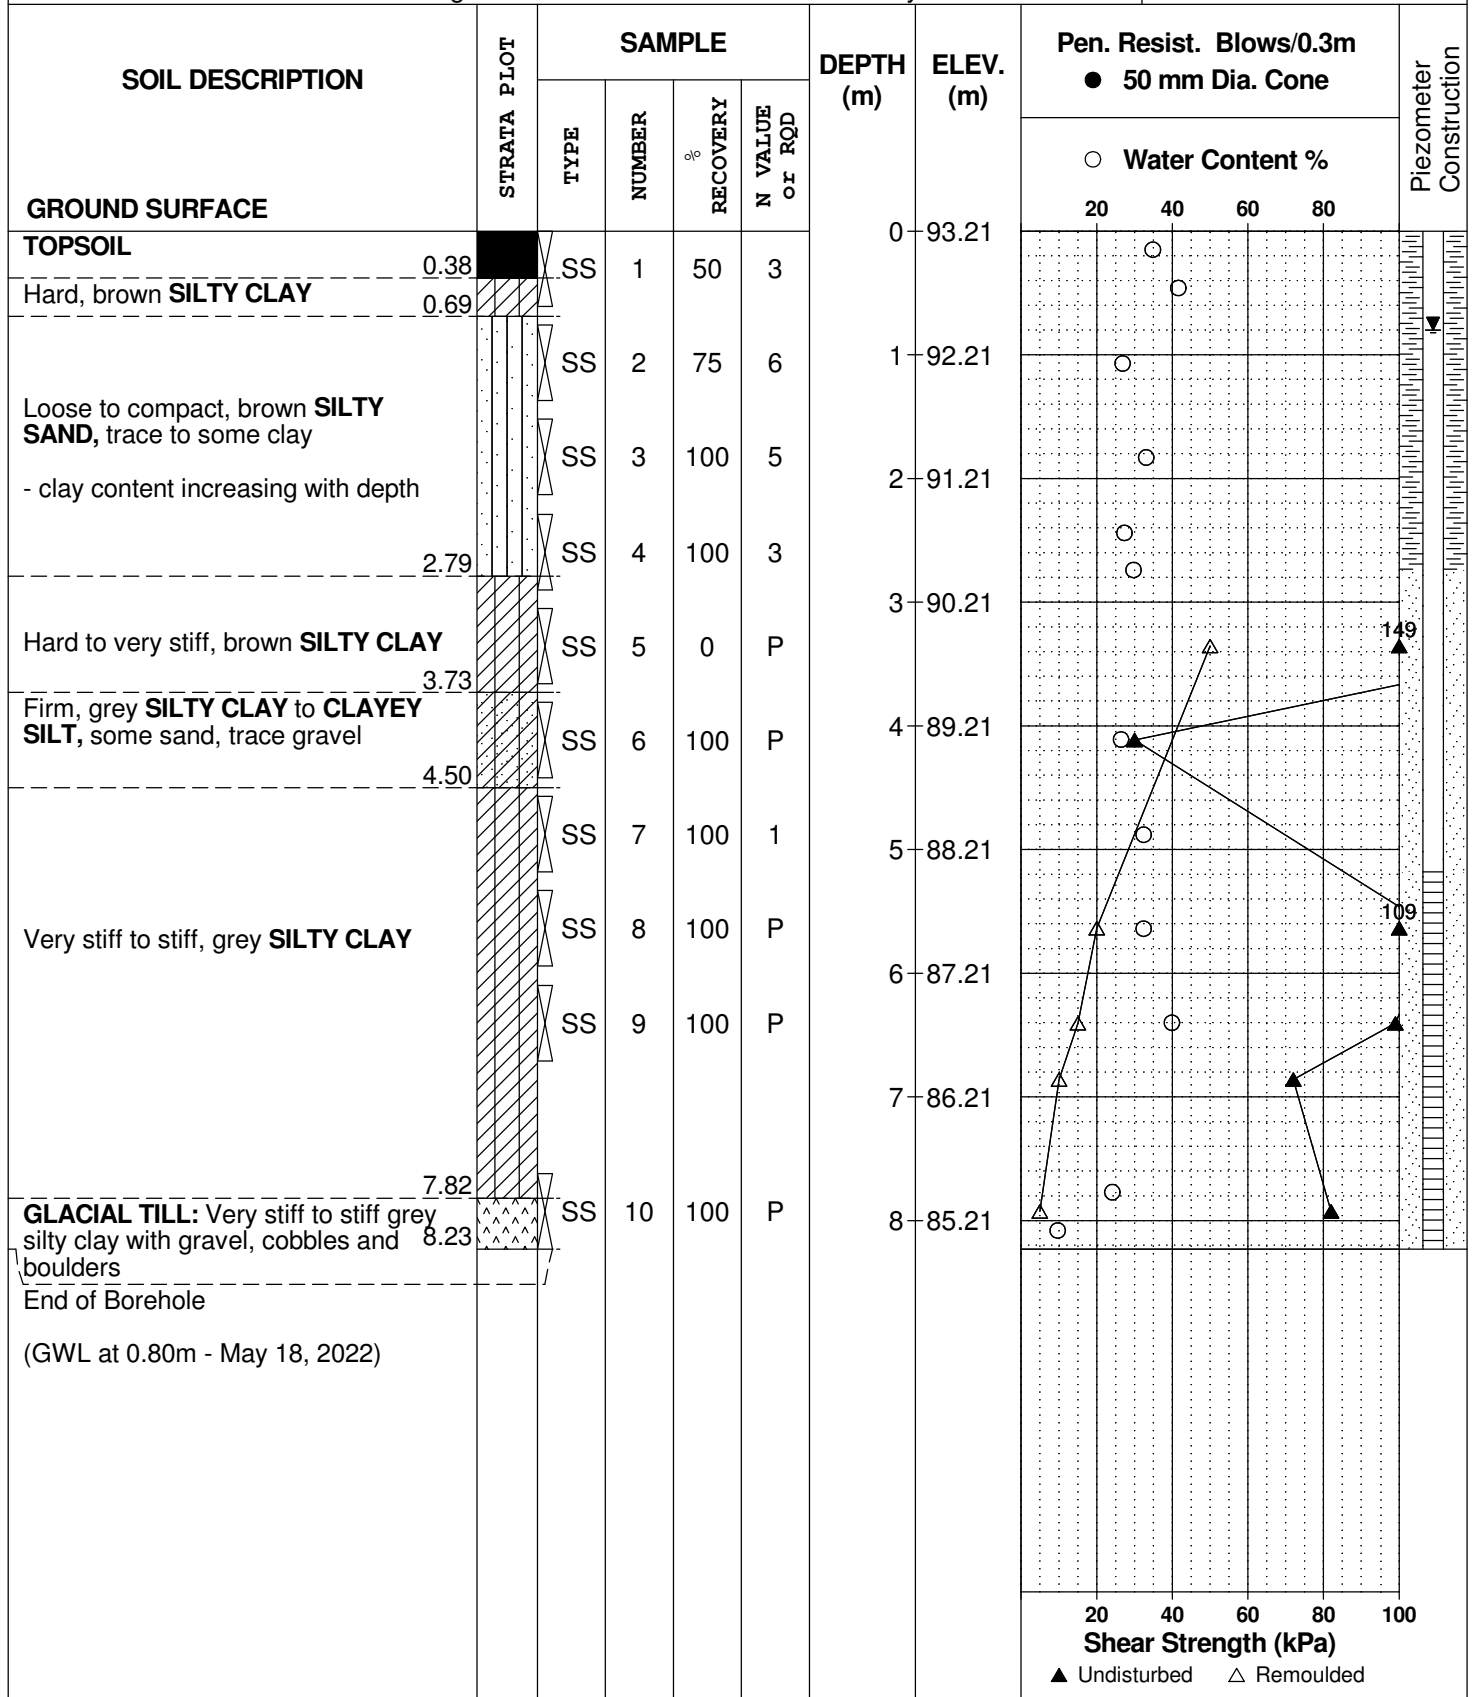 SOIL DESCRIPTION
GROUND SURFACE
STRATA PLOT
SAMPLE
TYPE
NUMBER
% RECOVERY
N VALUE or RQD
DEPTH (m)
ELEV. (m)
Pen. Resist. Blows/0.3m
● 50 mm Dia. Cone
○ Water Content %
20 40 60 80
Piezometer Construction
TOPSOIL
0.38
SS 1 50 3
0 93.21
Hard, brown SILTY CLAY
0.69
Loose to compact, brown SILTY
SAND, trace to some clay
- clay content increasing with depth
2.79
SS 2 75 6
1 92.21
SS 3 100 5
2 91.21
SS 4 100 3
3 90.21
Hard to very stiff, brown SILTY CLAY
3.73
SS 5 0 P
149
Firm, grey SILTY CLAY to CLAYEY
SILT, some sand, trace gravel
4.50
SS 6 100 P
4 89.21
SS 7 100 1
5 88.21
Very stiff to stiff, grey SILTY CLAY
7.82
SS 8 100 P
109
6 87.21
SS 9 100 P
7 86.21
GLACIAL TILL: Very stiff to stiff grey
silty clay with gravel, cobbles and
boulders
8.23
SS 10 100 P
8 85.21
End of Borehole
(GWL at 0.80m - May 18, 2022)
20 40 60 80 100
Shear Strength (kPa)
▲ Undisturbed △ Remoulded